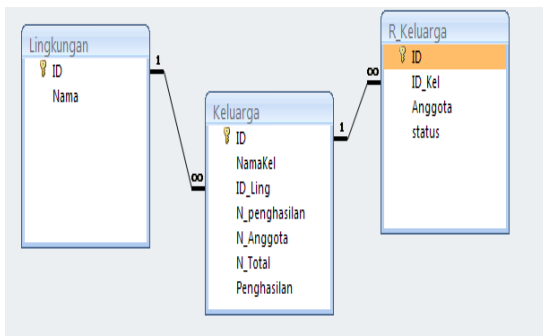 Lingkungan
ID
Nama
1
∞
Keluarga
ID
NamaKel
ID_Ling
N_penghasilan
N_Anggota
N_Total
Penghasilan
1
∞
R_Keluarga
ID
ID_Kel
Anggota
status